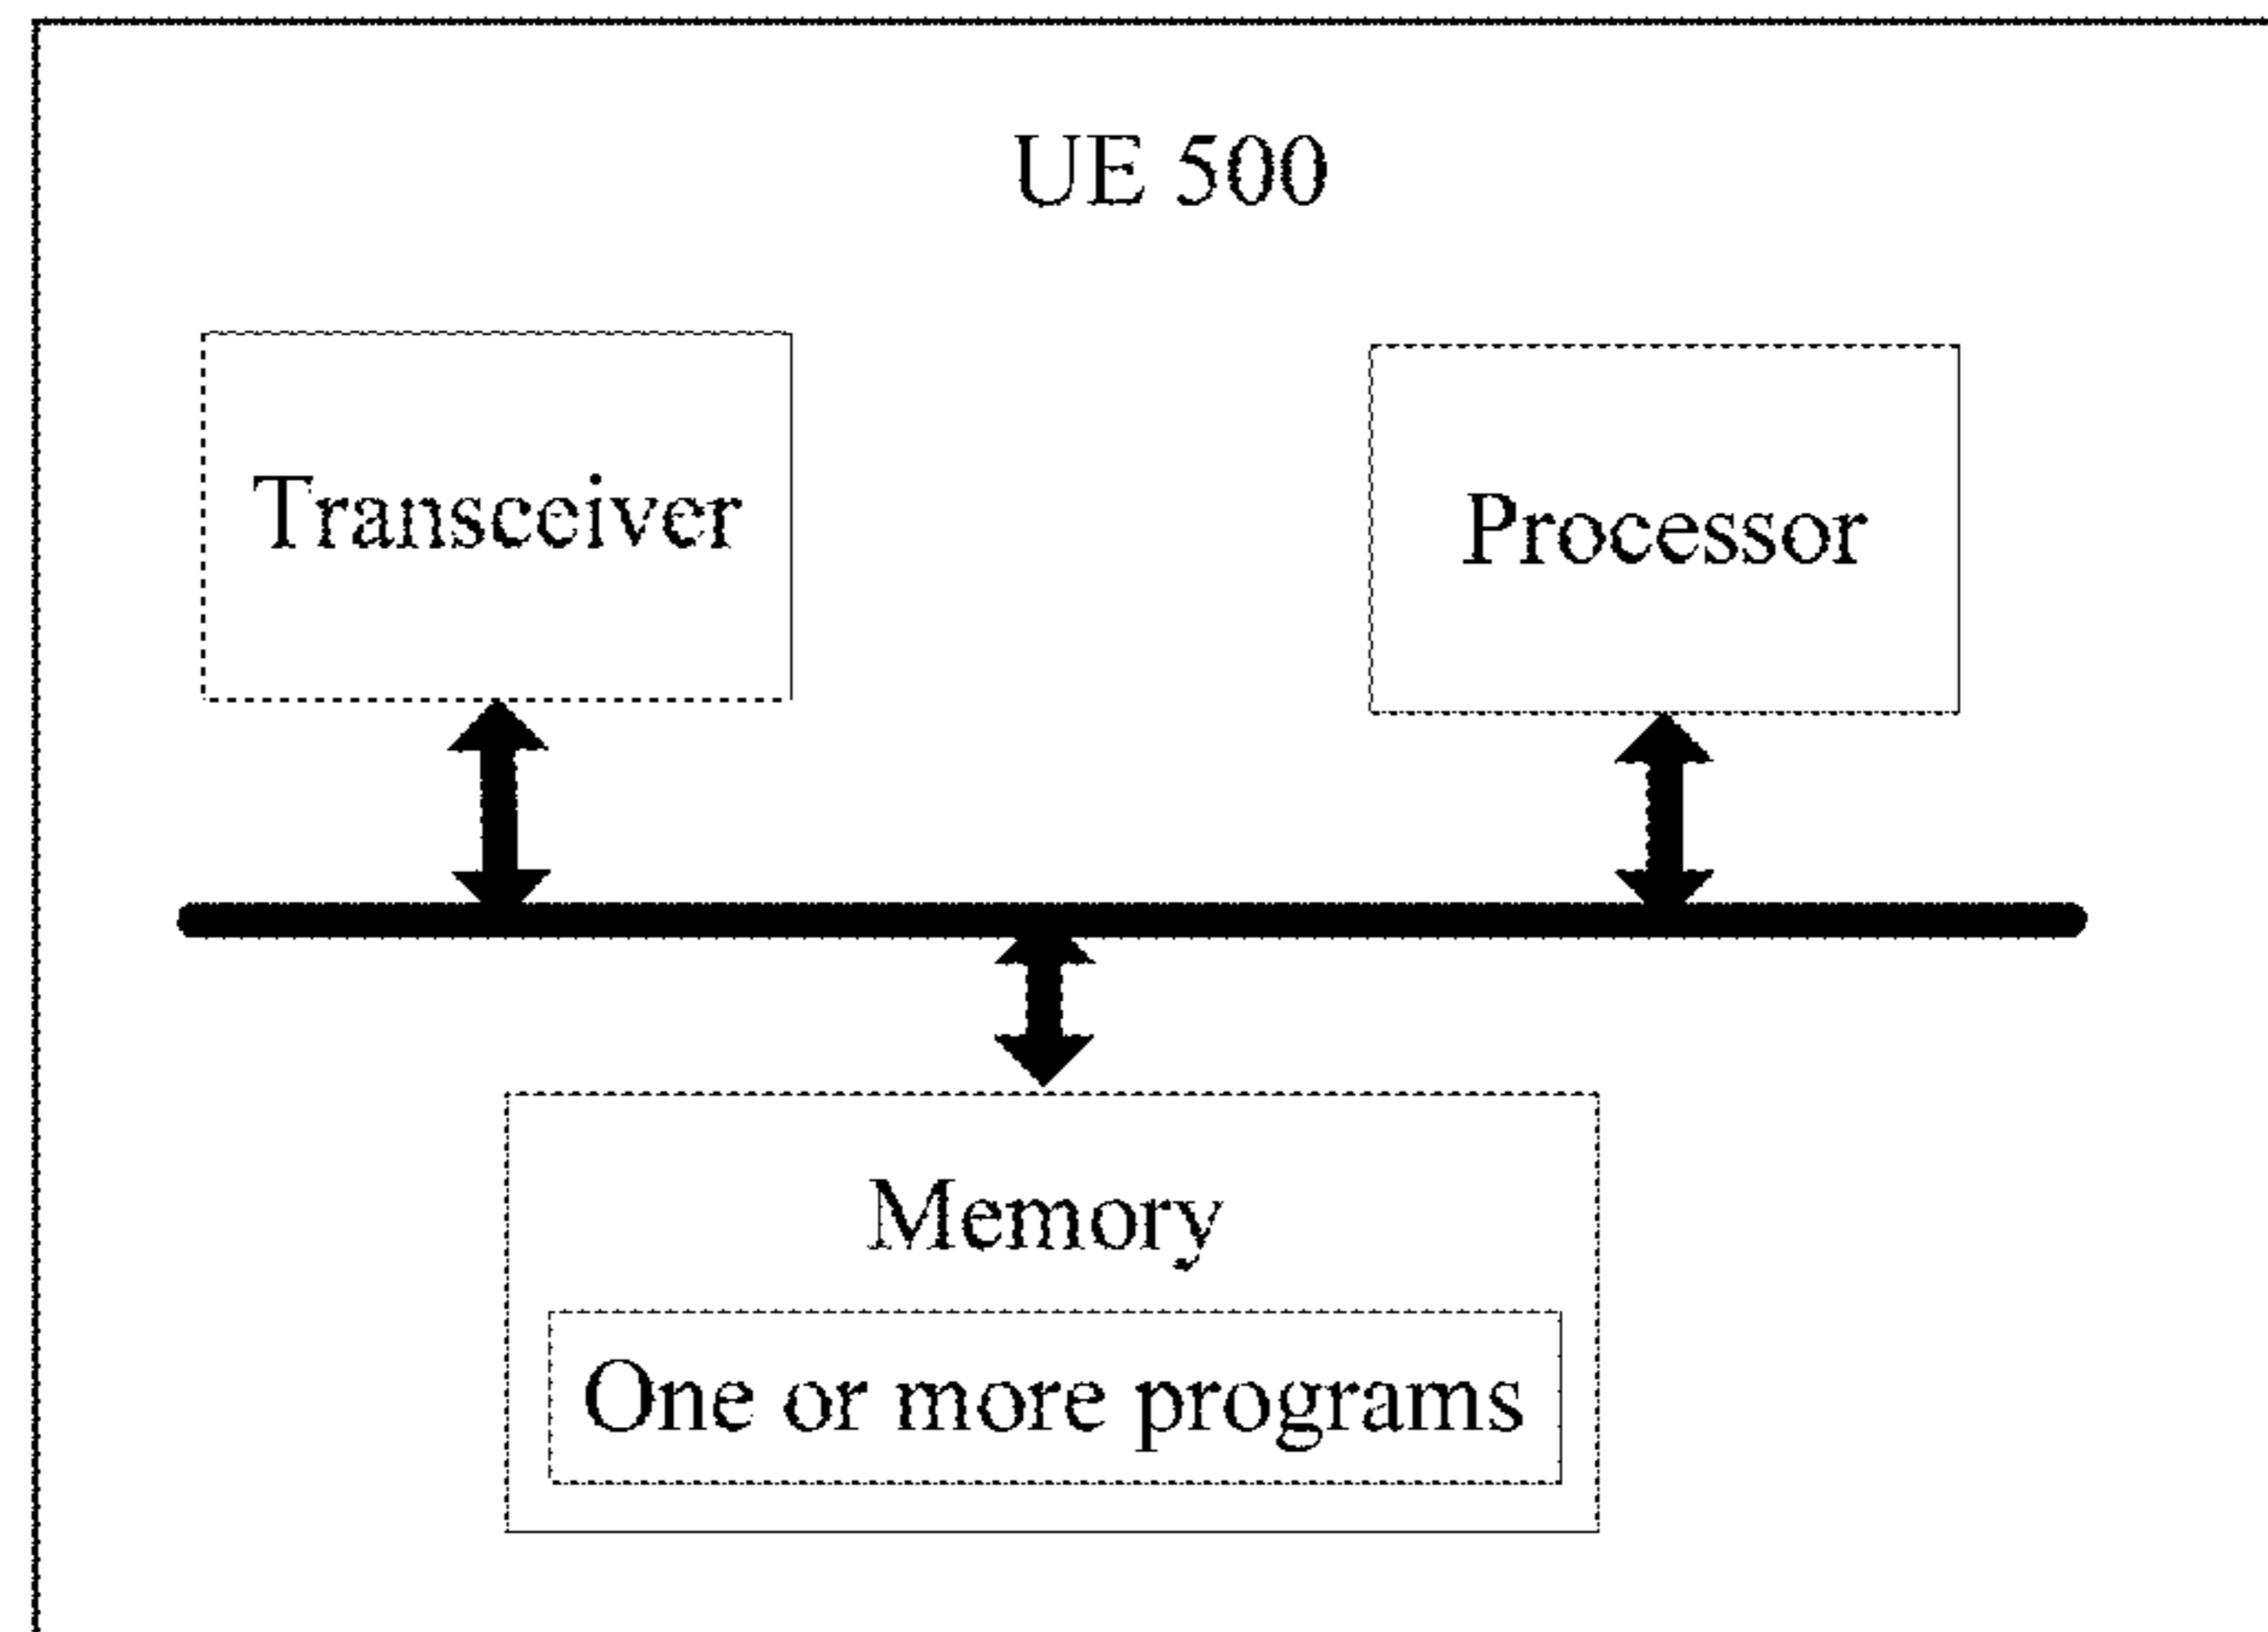 UE 500
Transceiver
Processor
Memory
One or more programs